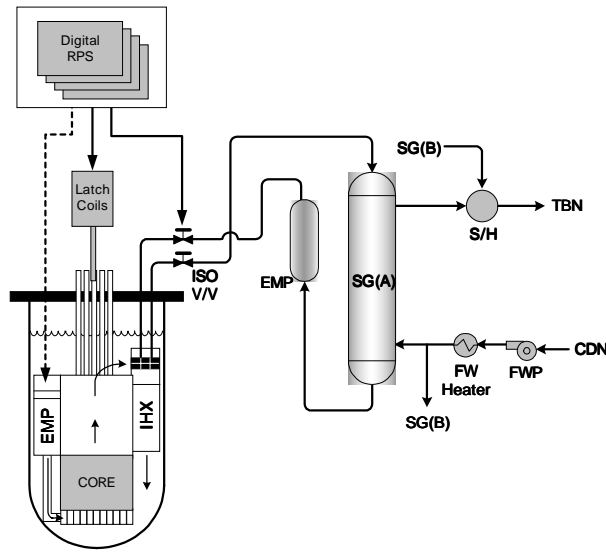 Digital
RPS
Latch
Coils
ISO
V/V
EMP
SG(A)
SG(B)
S/H
TBN
CDN
FW
Heater
FWP
SG(B)
EMP
IHX
CORE